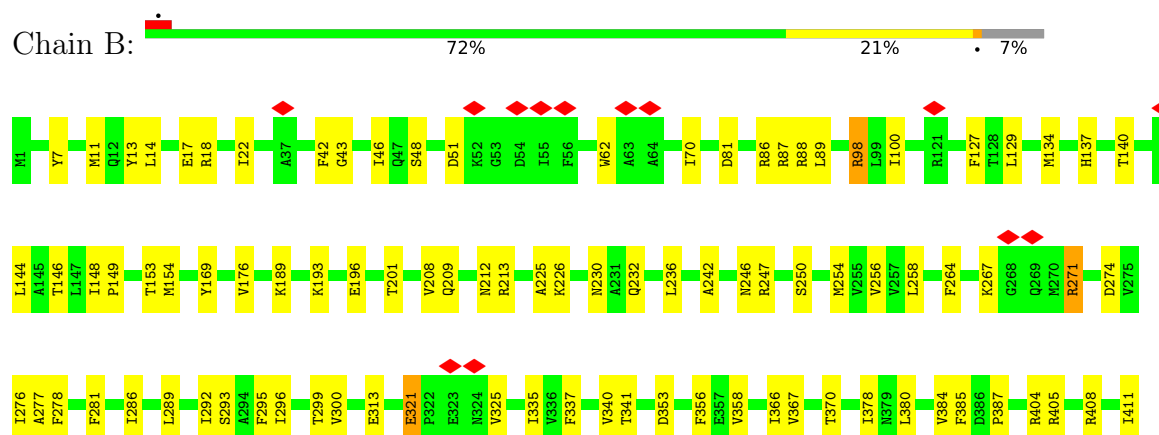 Chain B:
72% 21% • 7%
M1 Y7 M11 Q12 Y13 L14 E17 R18 I22 A37 F42 G43 I46 Q47 S48 D51 K52 G53 D54 I55 F56 W62 A63 A64 I70 D81 R86 R87 R88 L89 R98 L99 I100 R121 F127 T128 L129 M134 H137 T140
L144 A145 T146 L147 I148 P149 T153 M154 Y169 V176 K189 K193 E196 T201 V208 Q209 N212 R213 A225 K226 N230 A231 Q232 L236 A242 N246 R247 S250 M254 V255 V256 V257 L258 F264 K267 G268 Q269 M270 R271 D274 V275
I276 A277 F278 F281 I286 L289 I292 S293 A294 F295 I296 T299 V300 E313 E321 P322 E323 N324 V325 I335 V336 F337 V340 T341 D353 F356 E357 V358 I366 V367 T370 I378 N379 L380 V384 F385 D386 P387 R404 R405 R408 I411